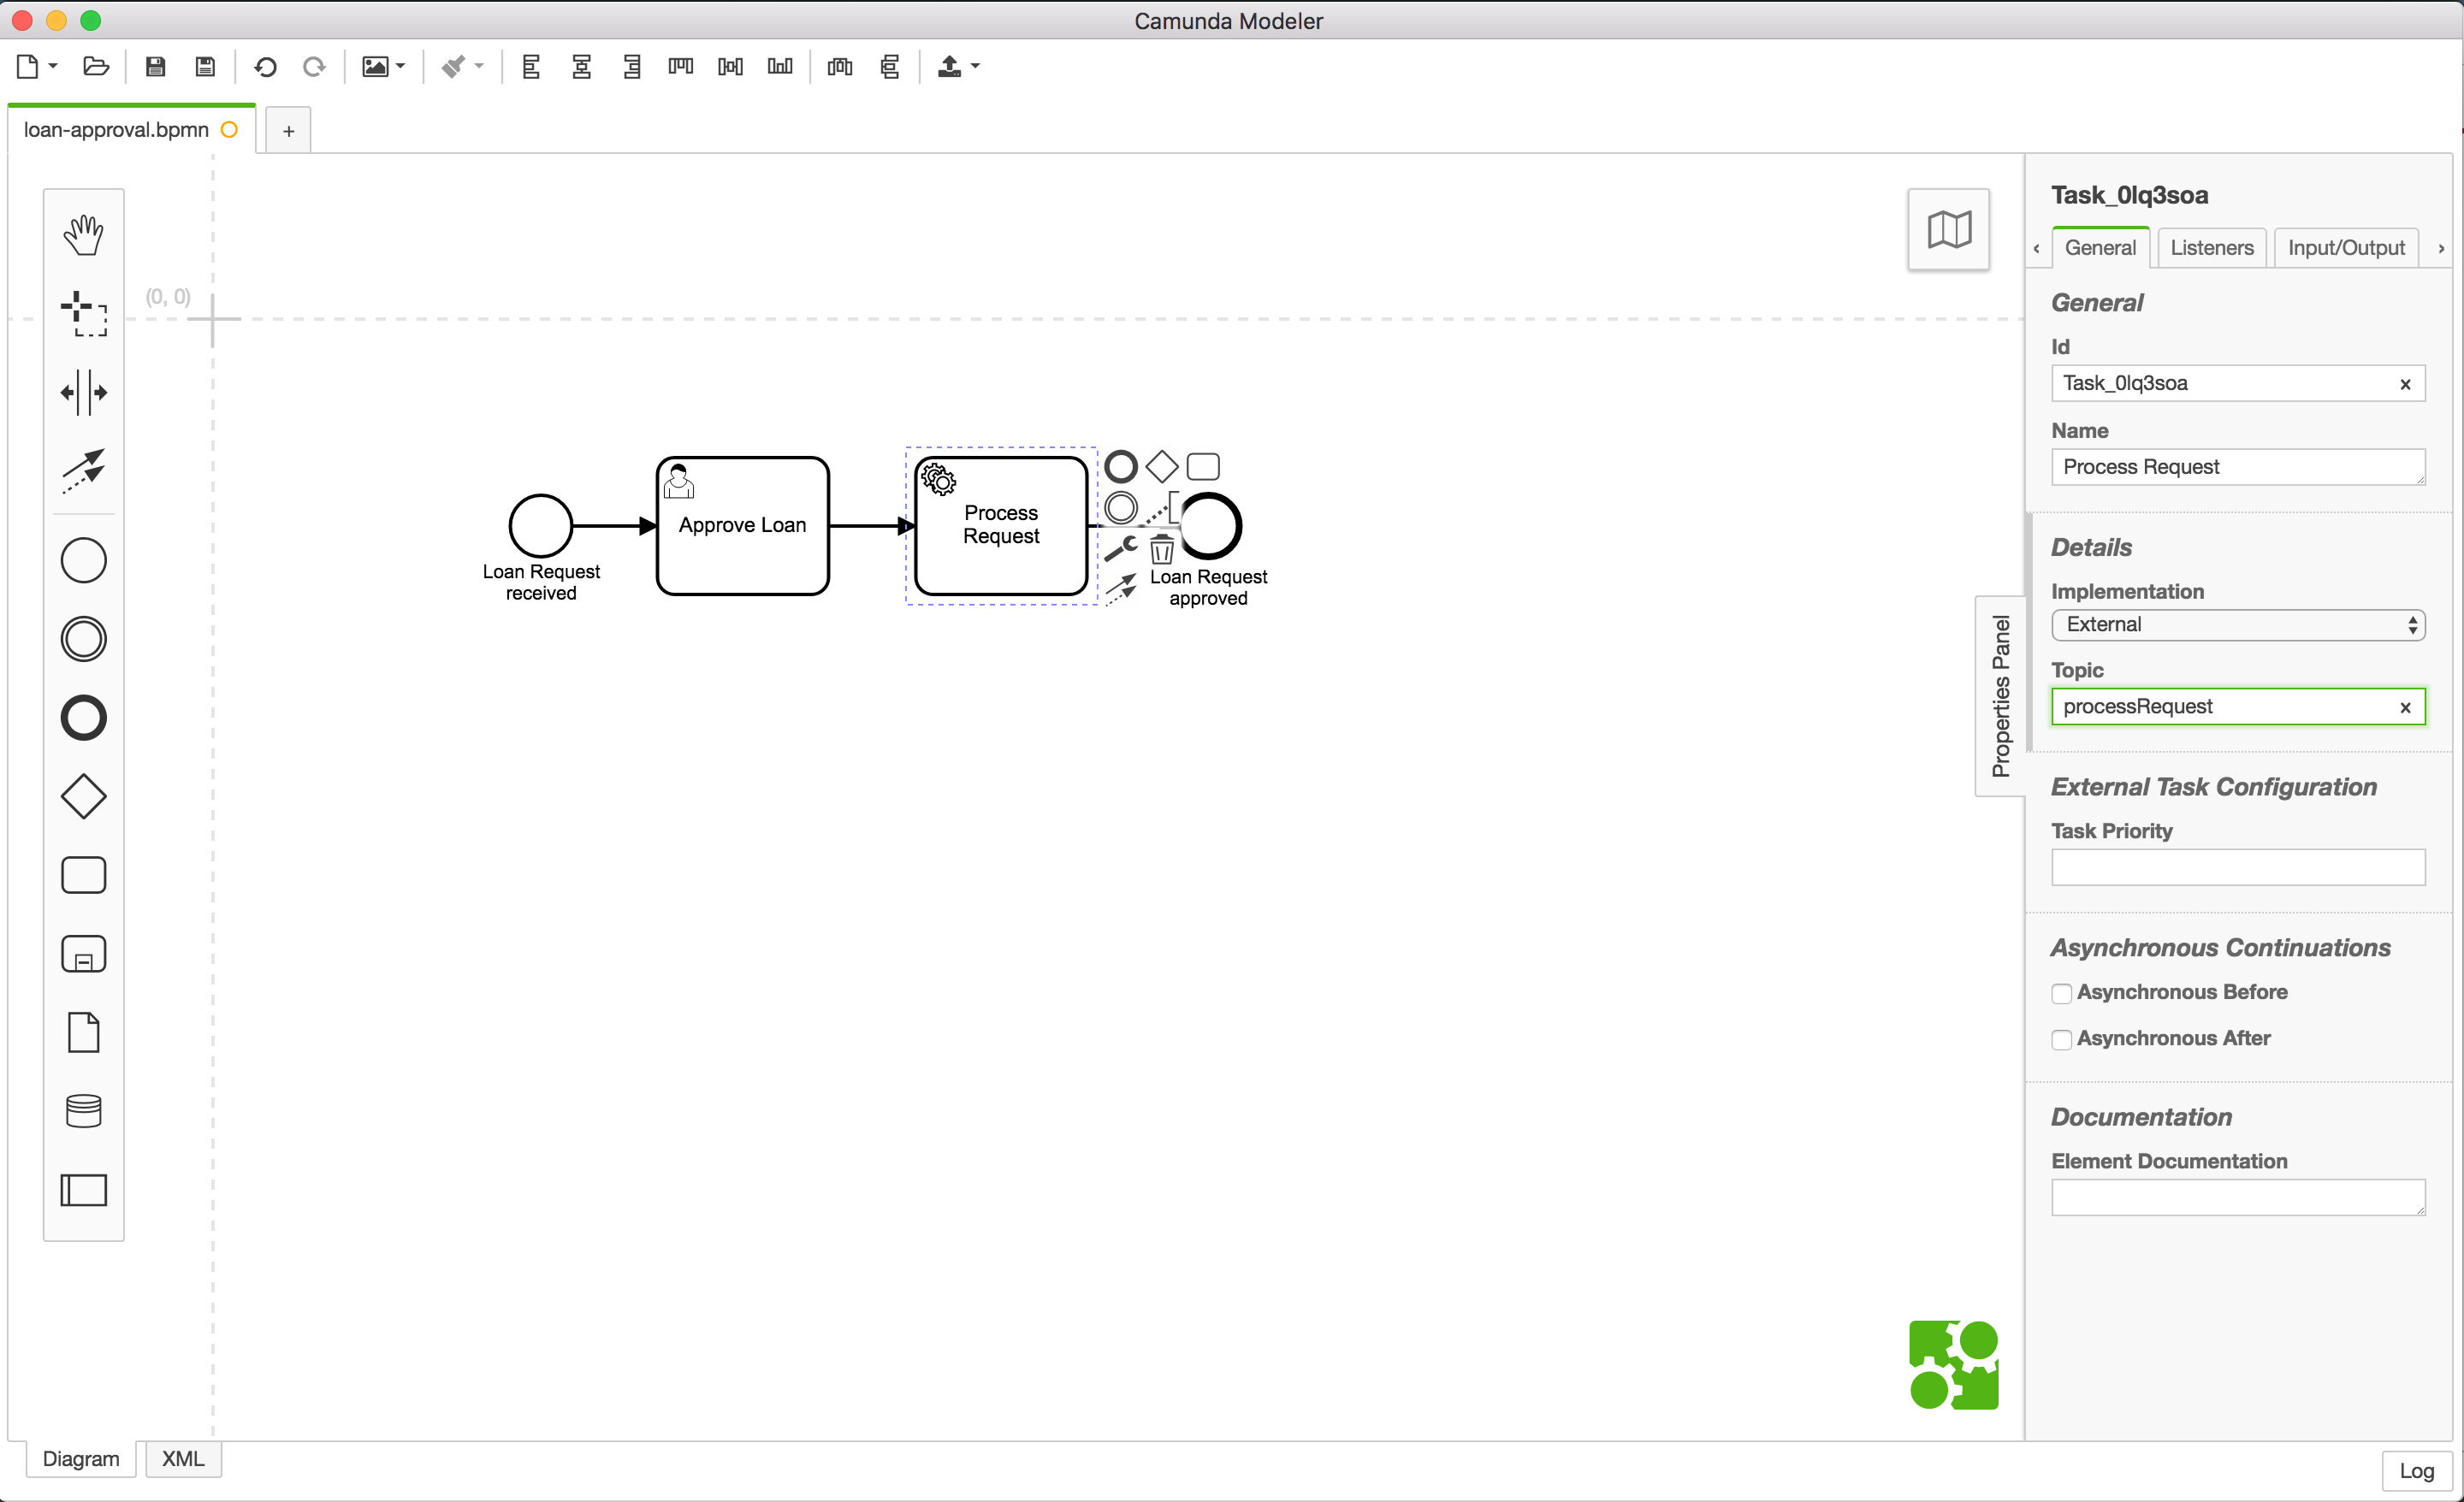 Camunda Modeler
loan-approval.bpmn
+
(0, 0)
Loan Request
received
Approve Loan
Process
Request
Loan Request
approved
Properties Panel
Task_0lq3soa
General
Listeners
Input/Output
General
Id
Task_0lq3soa
Name
Process Request
Details
Implementation
External
Topic
processRequest
External Task Configuration
Task Priority
Asynchronous Continuations
Asynchronous Before
Asynchronous After
Documentation
Element Documentation
Diagram
XML
Log